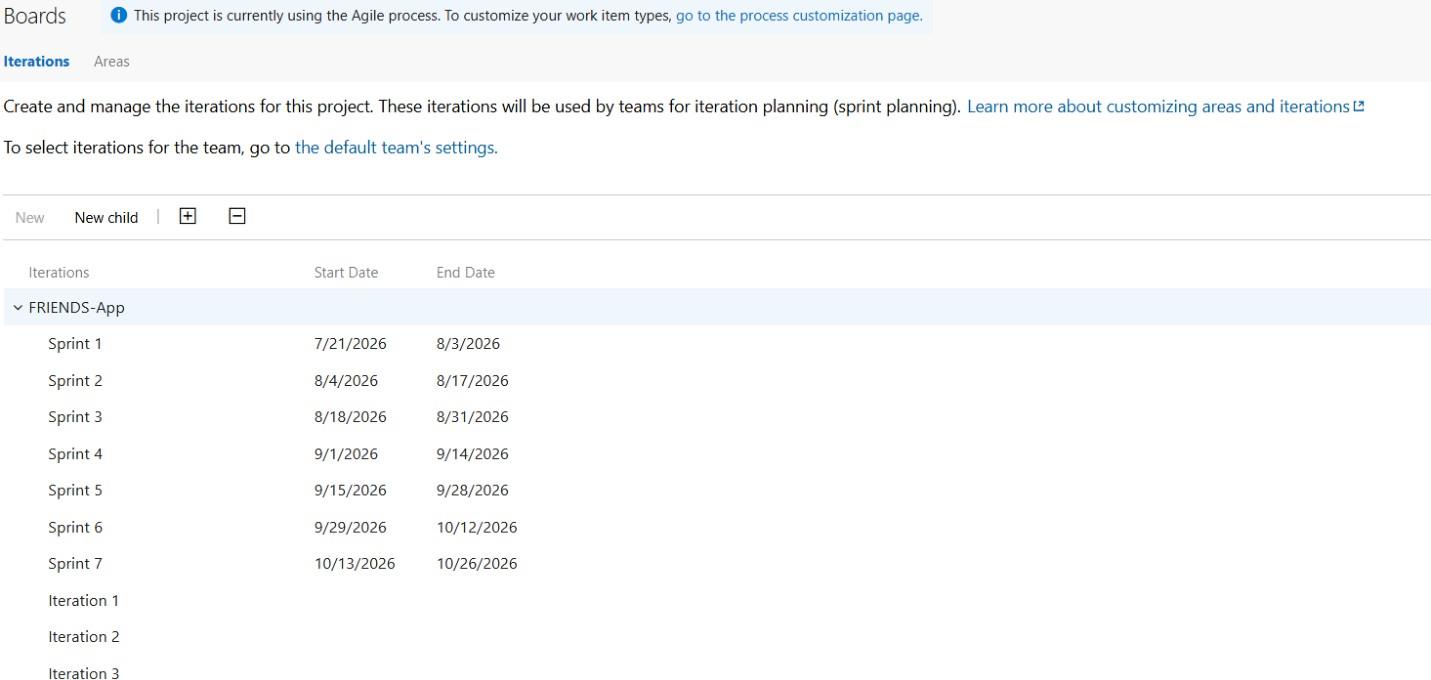 Boards This project is currently using the Agile process. To customize your work item types, go to the process customization page.
Iterations Areas
Create and manage the iterations for this project. These iterations will be used by teams for iteration planning (sprint planning). Learn more about customizing areas and iterations
To select iterations for the team, go to the default team's settings.
New New child
Iterations Start Date End Date
FRIENDS-App
Sprint 1 7/21/2026 8/3/2026
Sprint 2 8/4/2026 8/17/2026
Sprint 3 8/18/2026 8/31/2026
Sprint 4 9/1/2026 9/14/2026
Sprint 5 9/15/2026 9/28/2026
Sprint 6 9/29/2026 10/12/2026
Sprint 7 10/13/2026 10/26/2026
Iteration 1
Iteration 2
Iteration 3